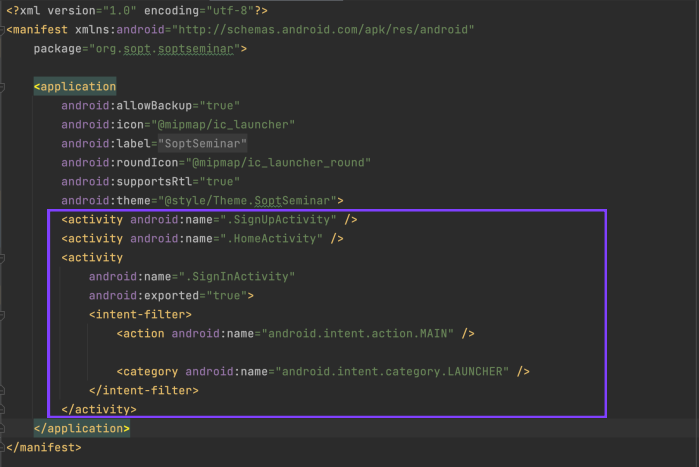 <?xml version="1.0" encoding="utf-8"?>
<manifest xmlns:android="http://schemas.android.com/apk/res/android"
    package="org.sopt.soptseminar">

    <application
        android:allowBackup="true"
        android:icon="@mipmap/ic_launcher"
        android:label="SoptSeminar"
        android:roundIcon="@mipmap/ic_launcher_round"
        android:supportsRtl="true"
        android:theme="@style/Theme.SoptSeminar">
        <activity android:name=".SignUpActivity" />
        <activity android:name=".HomeActivity" />
        <activity
            android:name=".SignInActivity"
            android:exported="true">
            <intent-filter>
                <action android:name="android.intent.action.MAIN" />

                <category android:name="android.intent.category.LAUNCHER" />
            </intent-filter>
        </activity>
    </application>
</manifest>